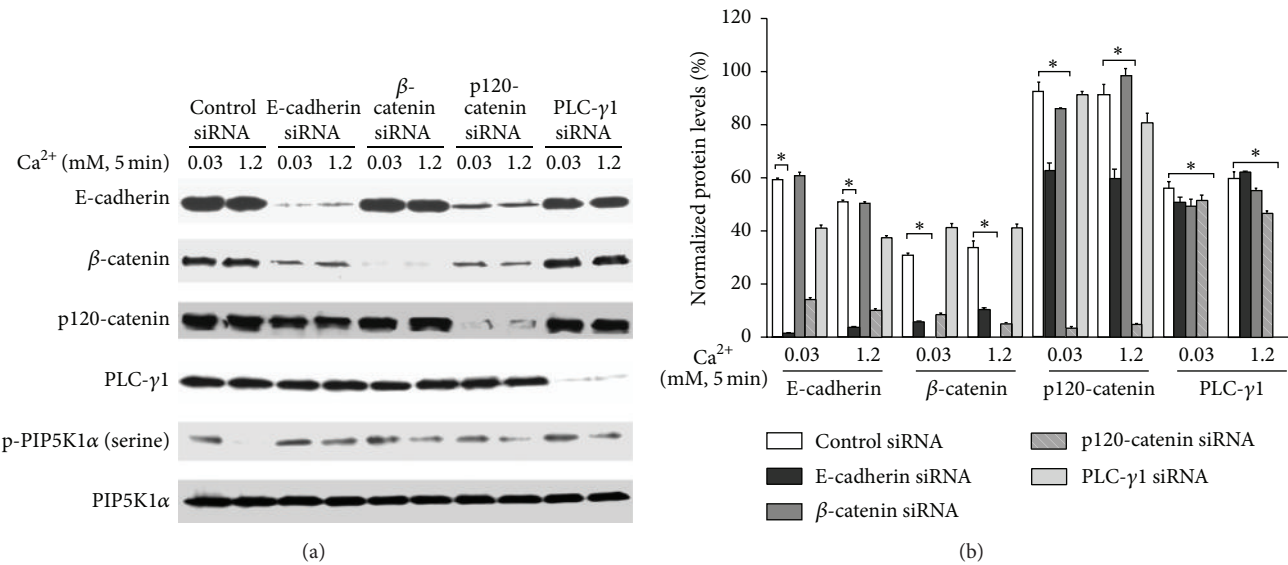 β-
p120-
Control E-cadherin catenin catenin PLC-γ1
siRNA siRNA siRNA siRNA siRNA
Ca2+ (mM, 5 min) 0.03 1.2 0.03 1.2 0.03 1.2 0.03 1.2 0.03 1.2
E-cadherin
β-catenin
p120-catenin
PLC-γ1
p-PIP5K1α (serine)
PIP5K1α
(a)
Normalized protein levels (%)
120
100
80
60
40
20
0
* * * * * * * *
Ca2+
(mM, 5 min)
0.03 1.2 0.03 1.2 0.03 1.2 0.03 1.2
E-cadherin β-catenin p120-catenin PLC-γ1
Control siRNA
E-cadherin siRNA
β-catenin siRNA
p120-catenin siRNA
PLC-γ1 siRNA
(b)